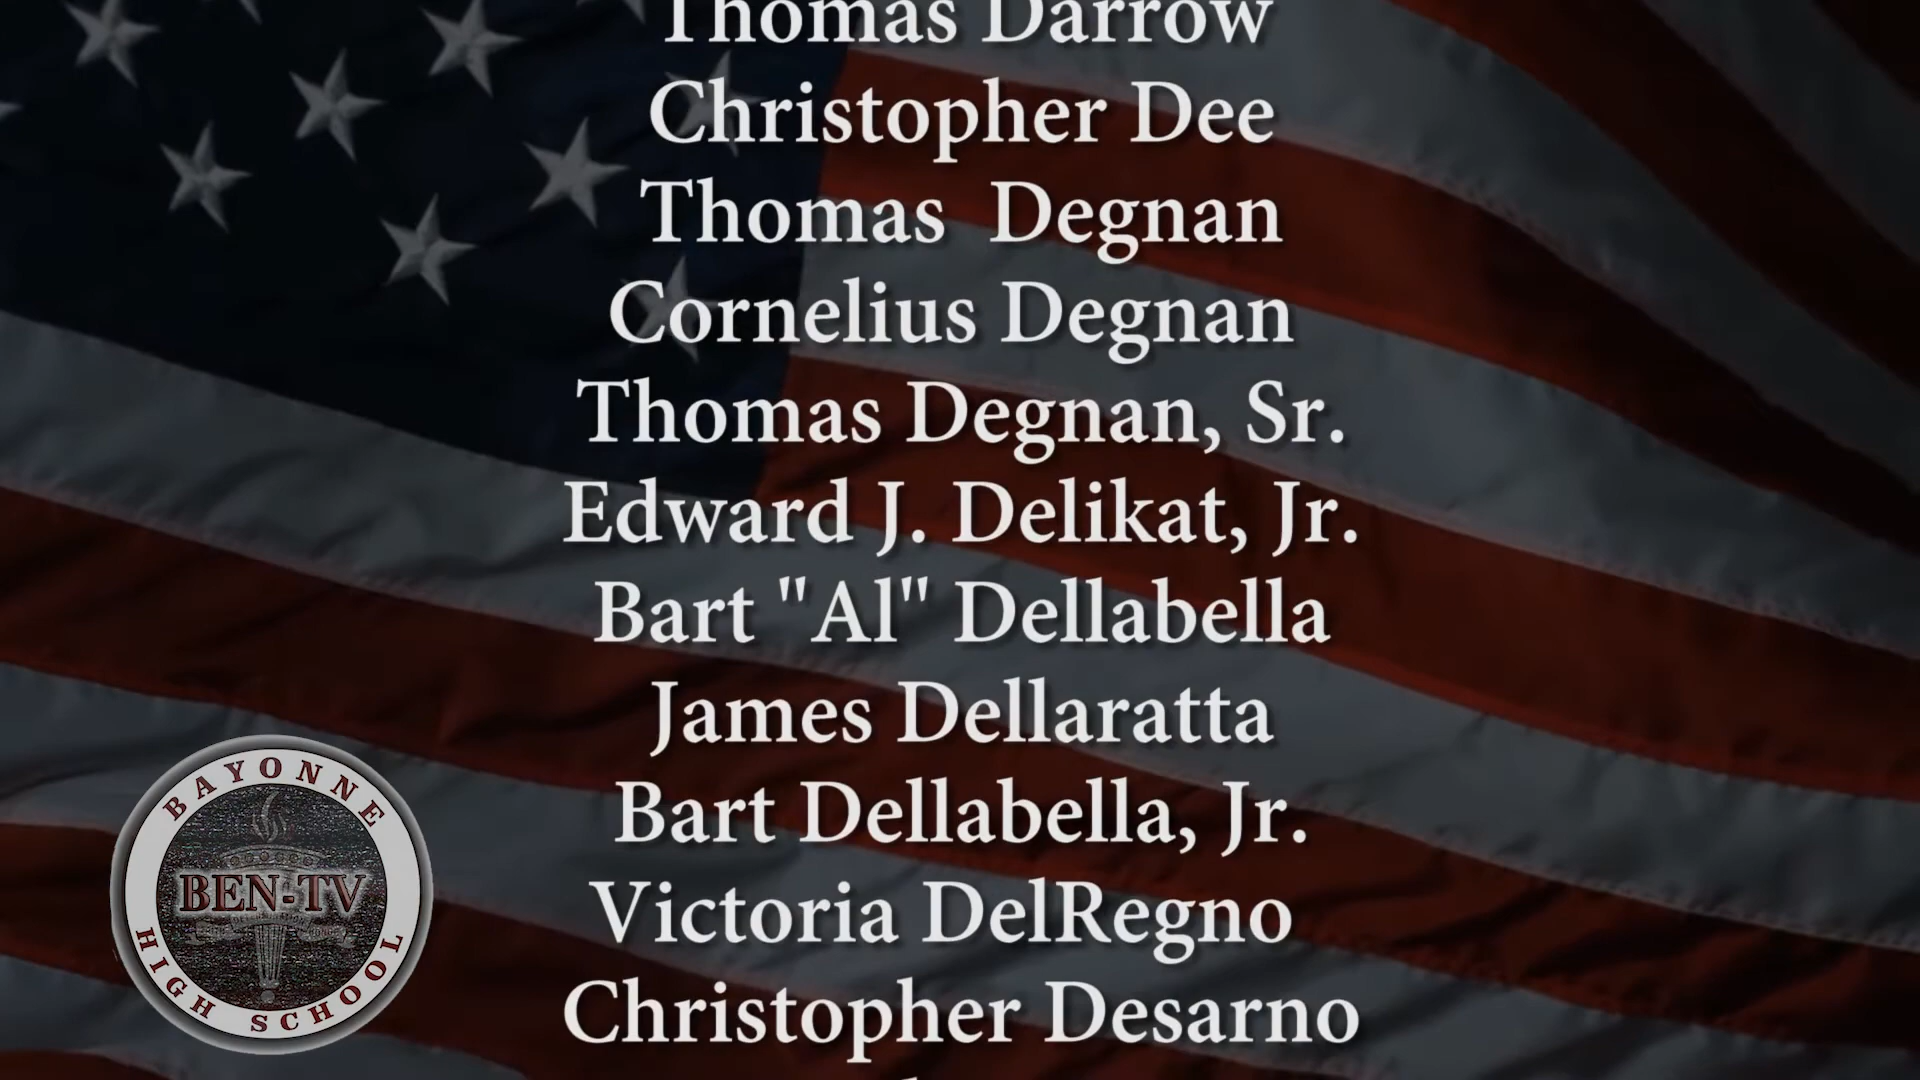 Thomas Darrow
Christopher Dee
Thomas  Degnan
Cornelius Degnan
Thomas Degnan, Sr.
Edward J. Delikat, Jr.
Bart "Al" Dellabella
James Dellaratta
Bart Dellabella, Jr.
Victoria DelRegno
Christopher Desarno
BAYONNE
BEN-TV
HIGH SCHOOL